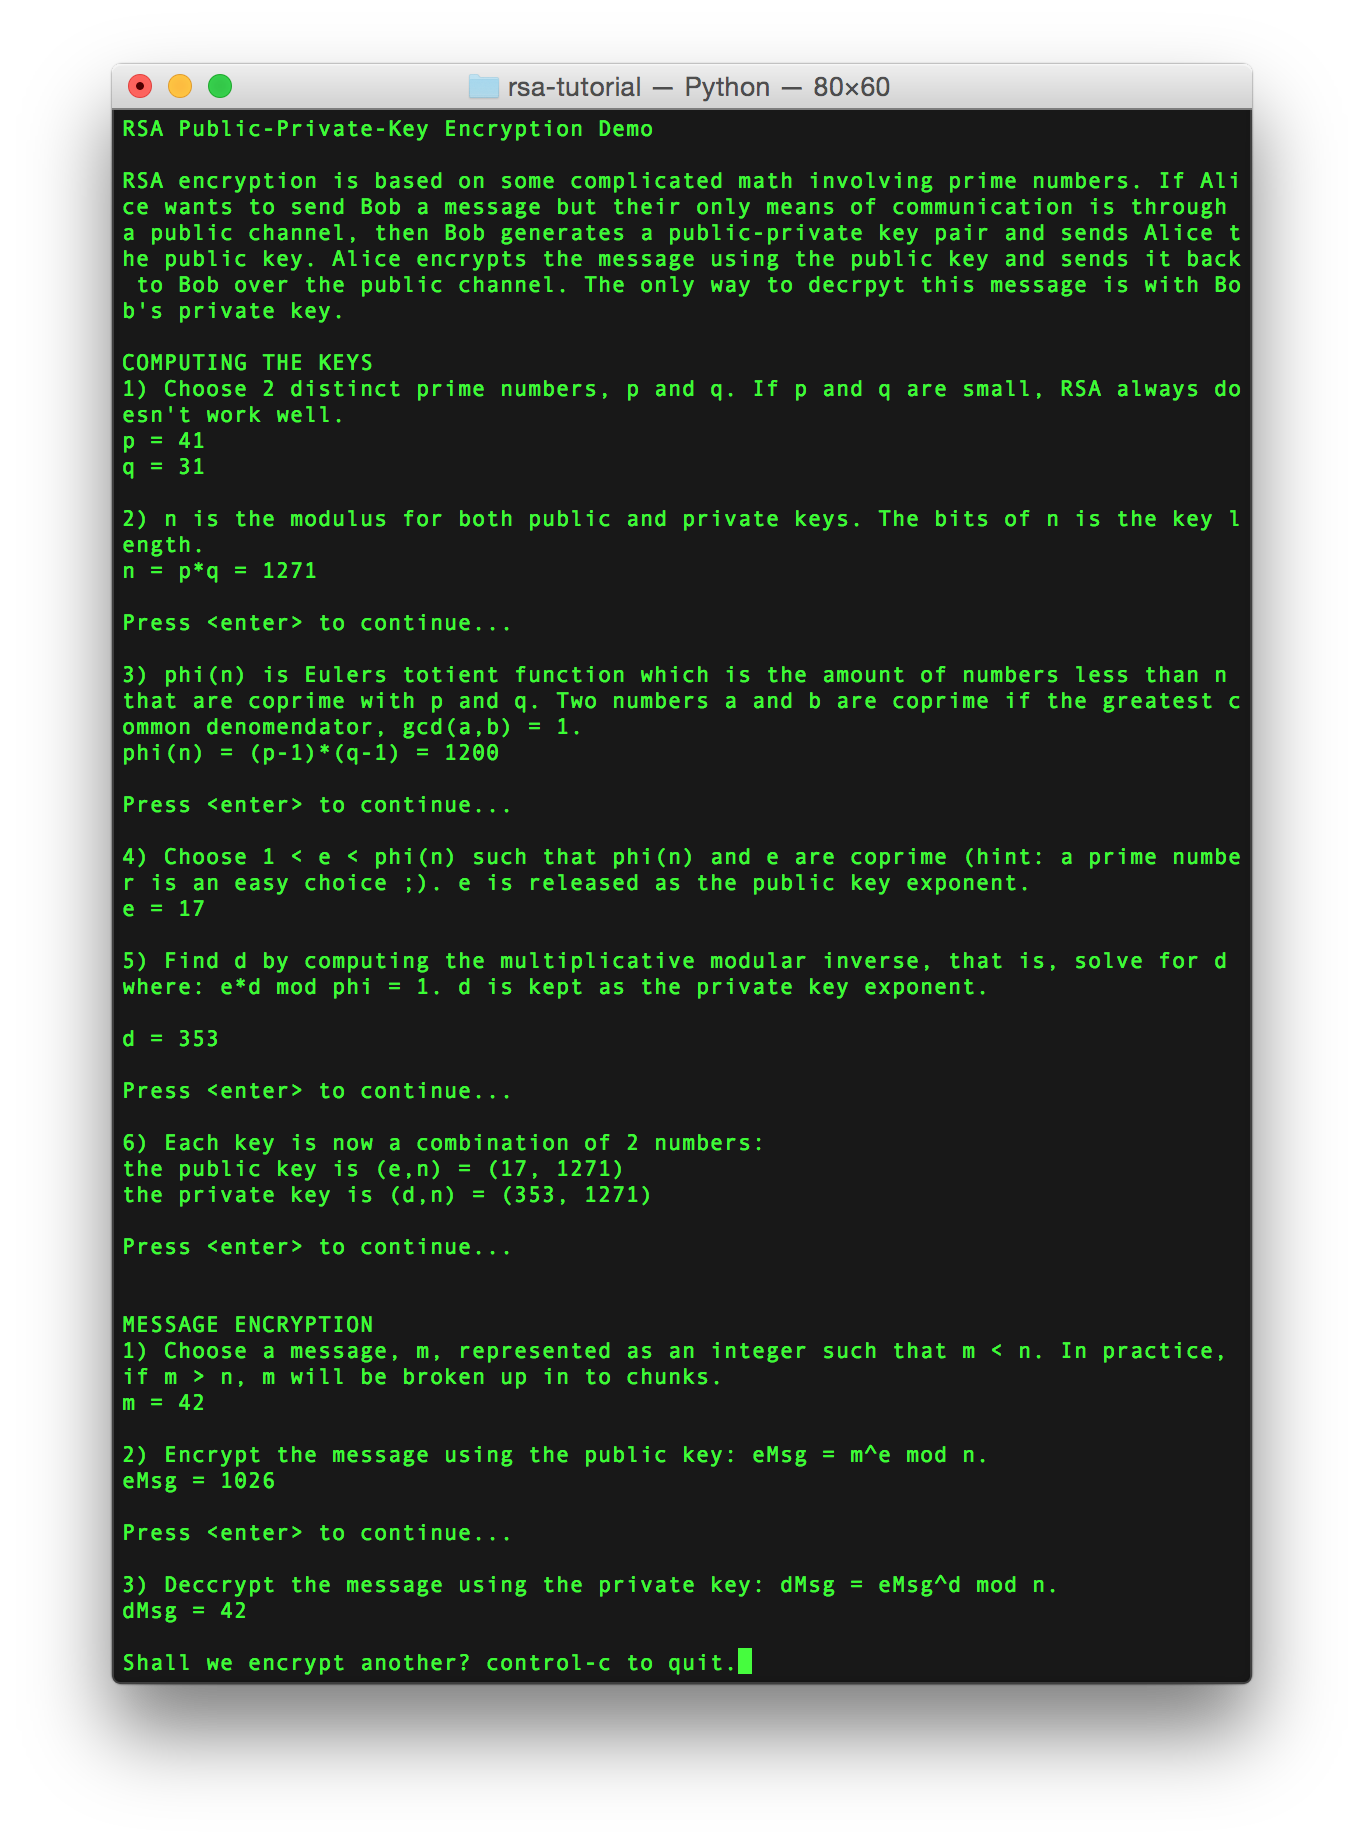 rsa-tutorial — Python — 80×60
RSA Public-Private-Key Encryption Demo
RSA encryption is based on some complicated math involving prime numbers. If Ali
ce wants to send Bob a message but their only means of communication is through
a public channel, then Bob generates a public-private key pair and sends Alice t
he public key. Alice encrypts the message using the public key and sends it back
 to Bob over the public channel. The only way to decrpyt this message is with Bo
b's private key.
COMPUTING THE KEYS
1) Choose 2 distinct prime numbers, p and q. If p and q are small, RSA always do
esn't work well.
p = 41
q = 31
2) n is the modulus for both public and private keys. The bits of n is the key l
ength.
n = p*q = 1271
Press <enter> to continue...
3) phi(n) is Eulers totient function which is the amount of numbers less than n
that are coprime with p and q. Two numbers a and b are coprime if the greatest c
ommon denomendator, gcd(a,b) = 1.
phi(n) = (p-1)*(q-1) = 1200
Press <enter> to continue...
4) Choose 1 < e < phi(n) such that phi(n) and e are coprime (hint: a prime numbe
r is an easy choice ;). e is released as the public key exponent.
e = 17
5) Find d by computing the multiplicative modular inverse, that is, solve for d
where: e*d mod phi = 1. d is kept as the private key exponent.
d = 353
Press <enter> to continue...
6) Each key is now a combination of 2 numbers:
the public key is (e,n) = (17, 1271)
the private key is (d,n) = (353, 1271)
Press <enter> to continue...
MESSAGE ENCRYPTION
1) Choose a message, m, represented as an integer such that m < n. In practice,
if m > n, m will be broken up in to chunks.
m = 42
2) Encrypt the message using the public key: eMsg = m^e mod n.
eMsg = 1026
Press <enter> to continue...
3) Deccrypt the message using the private key: dMsg = eMsg^d mod n.
dMsg = 42
Shall we encrypt another? control-c to quit.